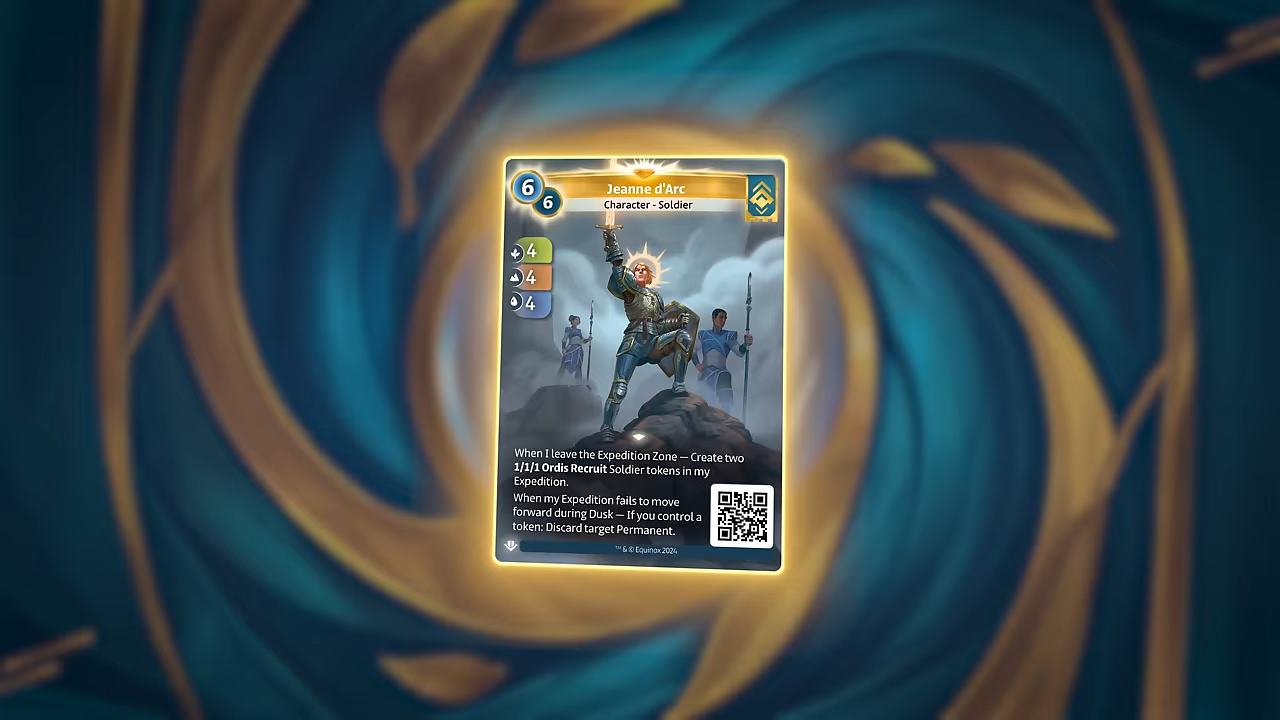 6
6
Jeanne d'Arc
Character - Soldier
4
4
4
When I leave the Expedition Zone — Create two
1/1/1 Ordis Recruit Soldier tokens in my
Expedition.
When my Expedition fails to move
forward during Dusk — If you control a
token: Discard target Permanent.
™ & © Equinox 2024